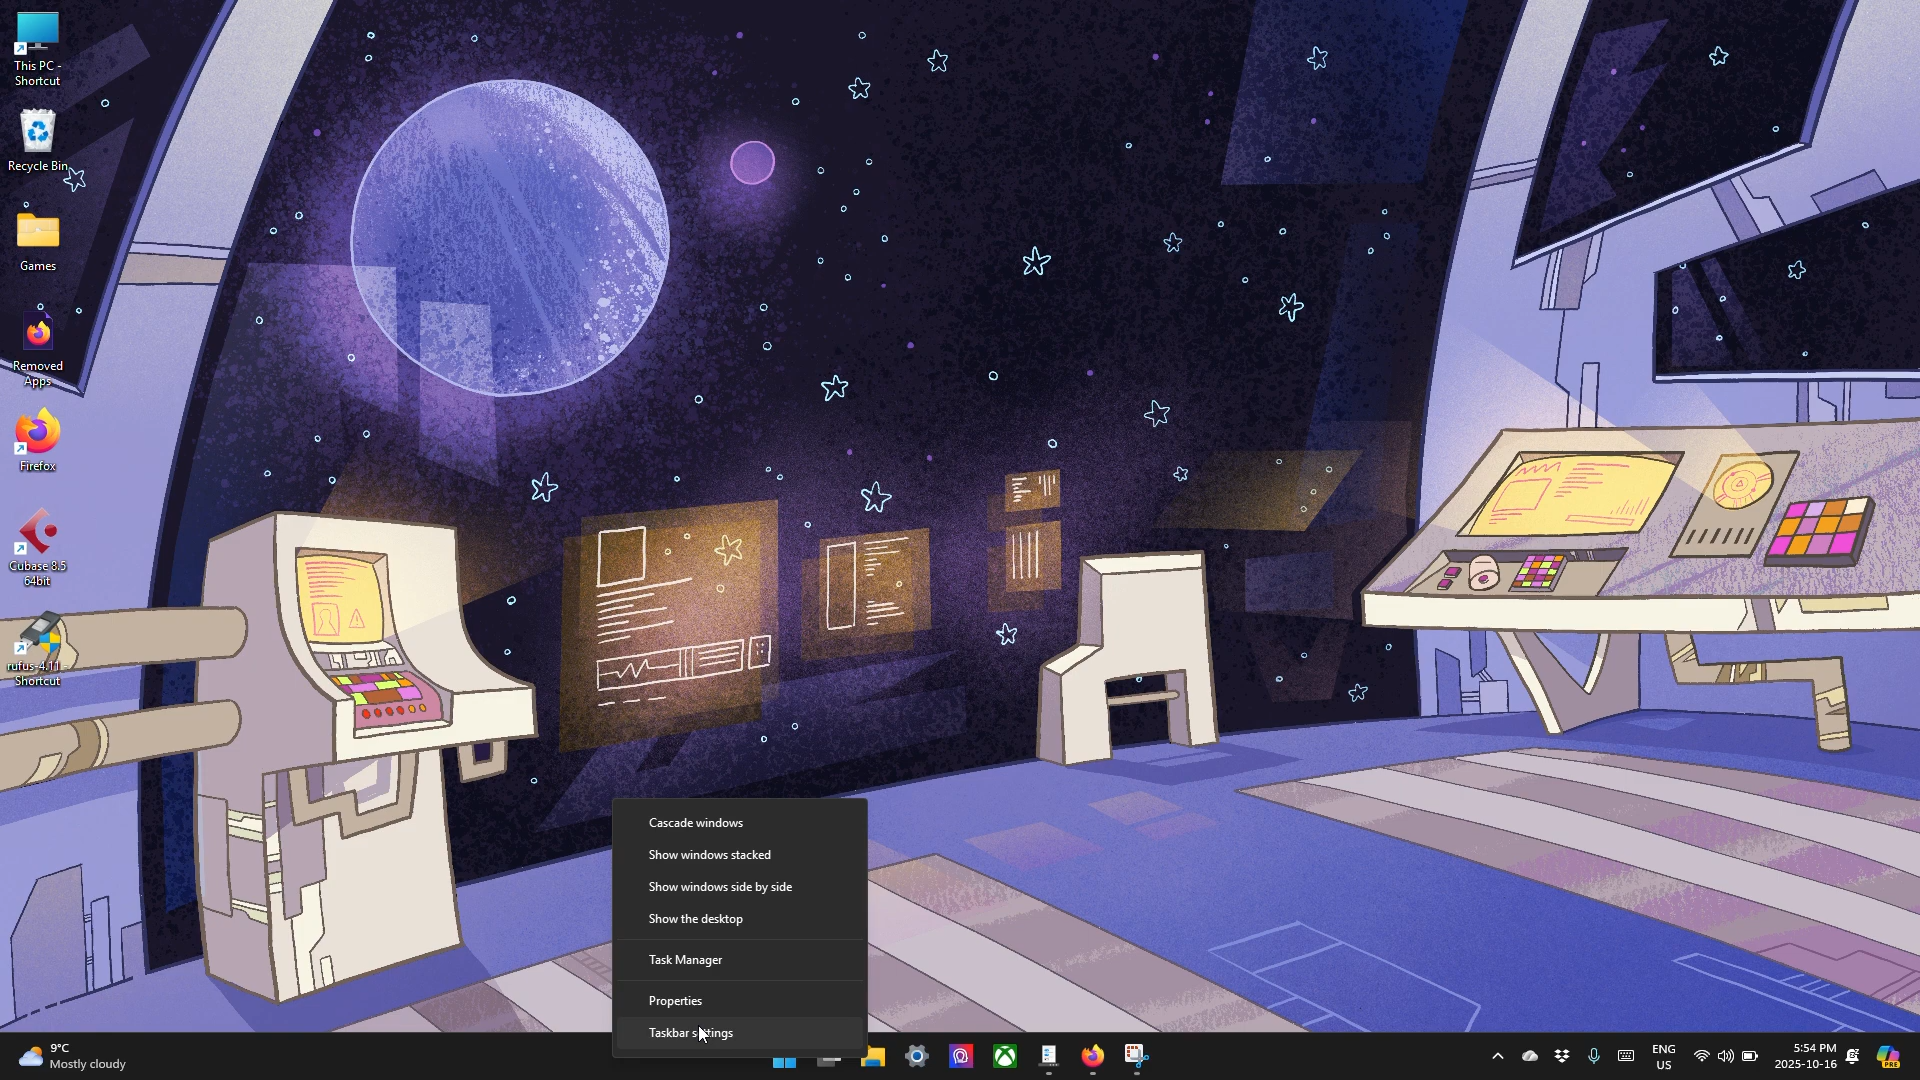 This PC -
Shortcut
Recycle Bin
Games
Removed
Apps
Firefox
Cubase 8.5
64bit
rufus-4.11 -
Shortcut
Cascade windows
Show windows stacked
Show windows side by side
Show the desktop
Task Manager
Properties
Taskbar settings
9°C
Mostly cloudy
ENG
US
5:54 PM
2025-10-16
PRE